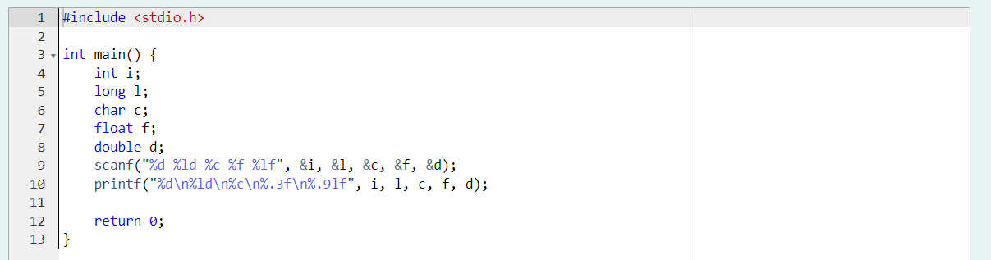 1 #include <stdio.h>
2
3 int main() {
4     int i;
5     long l;
6     char c;
7     float f;
8     double d;
9     scanf("%d %ld %c %f %lf", &i, &l, &c, &f, &d);
10     printf("%d\n%ld\n%c\n%.3f\n%.9lf", i, l, c, f, d);
11
12     return 0;
13 }